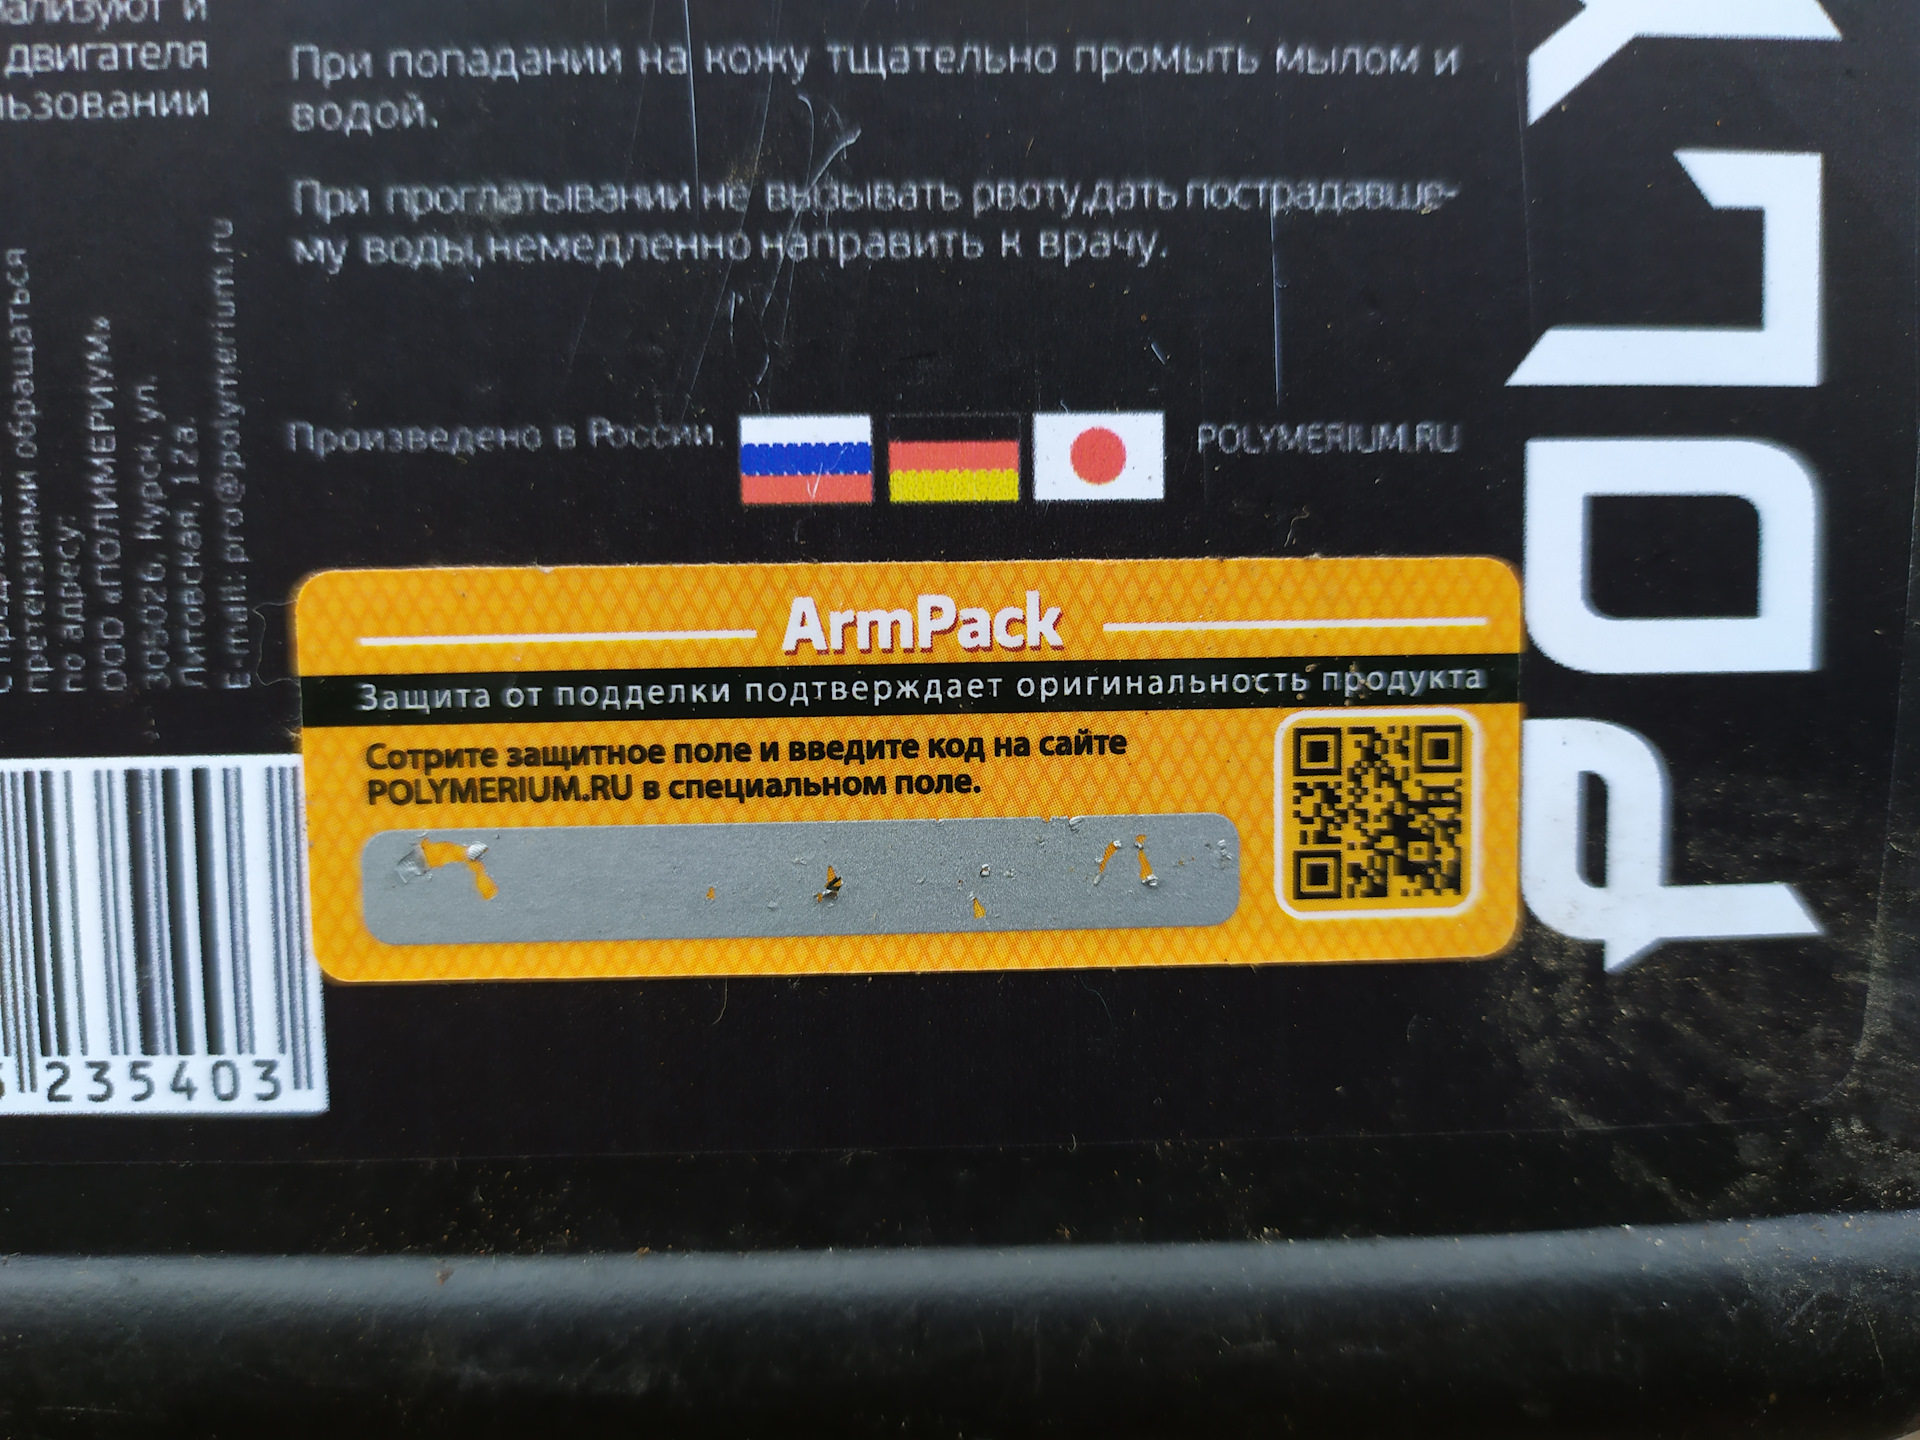 двигателя
При попадании на кожу тщательно промыть мылом и
водой.
При проглатывании не вызывать рвоту,дать пострадавше-
му воды,немедленно направить к врачу.
претензиями обращаться
по адресу:
ООО «ПОЛИМЕРИУМ»
305026, Курск, ул.
Литовская, 12а.
E-mail: pro@polymerium.ru
Произведено в России.
POLYMERIUM.RU
POLY
ArmPack
Защита от подделки подтверждает оригинальность продукта
Сотрите защитное поле и введите код на сайте
POLYMERIUM.RU в специальном поле.
235403